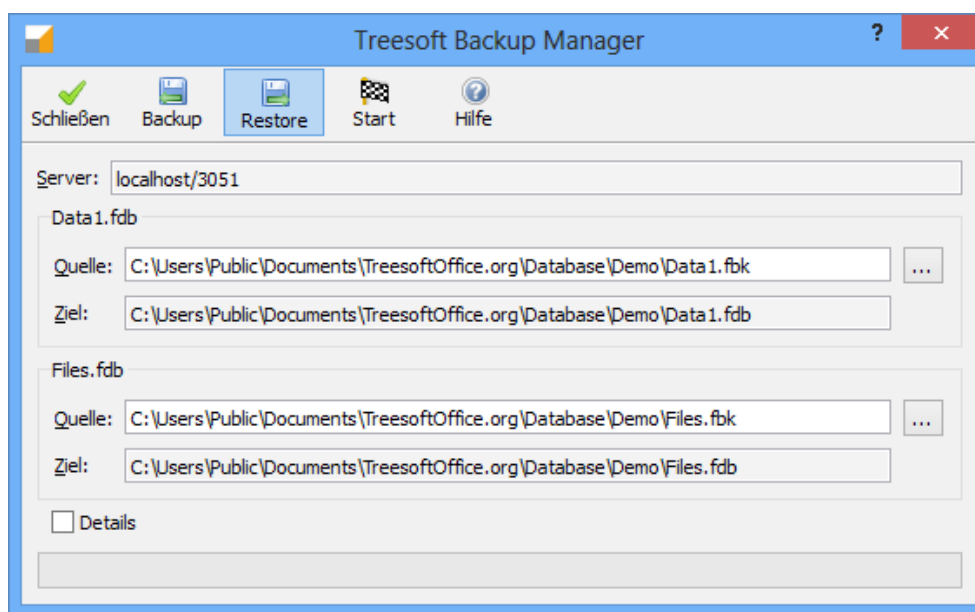 Treesoft Backup Manager
?
Schließen Backup Restore Start Hilfe
Server: localhost/3051
Data1.fdb
Quelle: C:\Users\Public\Documents\TreesoftOffice.org\Database\Demo\Data1.fbk ...
Ziel: C:\Users\Public\Documents\TreesoftOffice.org\Database\Demo\Data1.fdb
Files.fdb
Quelle: C:\Users\Public\Documents\TreesoftOffice.org\Database\Demo\Files.fbk ...
Ziel: C:\Users\Public\Documents\TreesoftOffice.org\Database\Demo\Files.fdb
Details